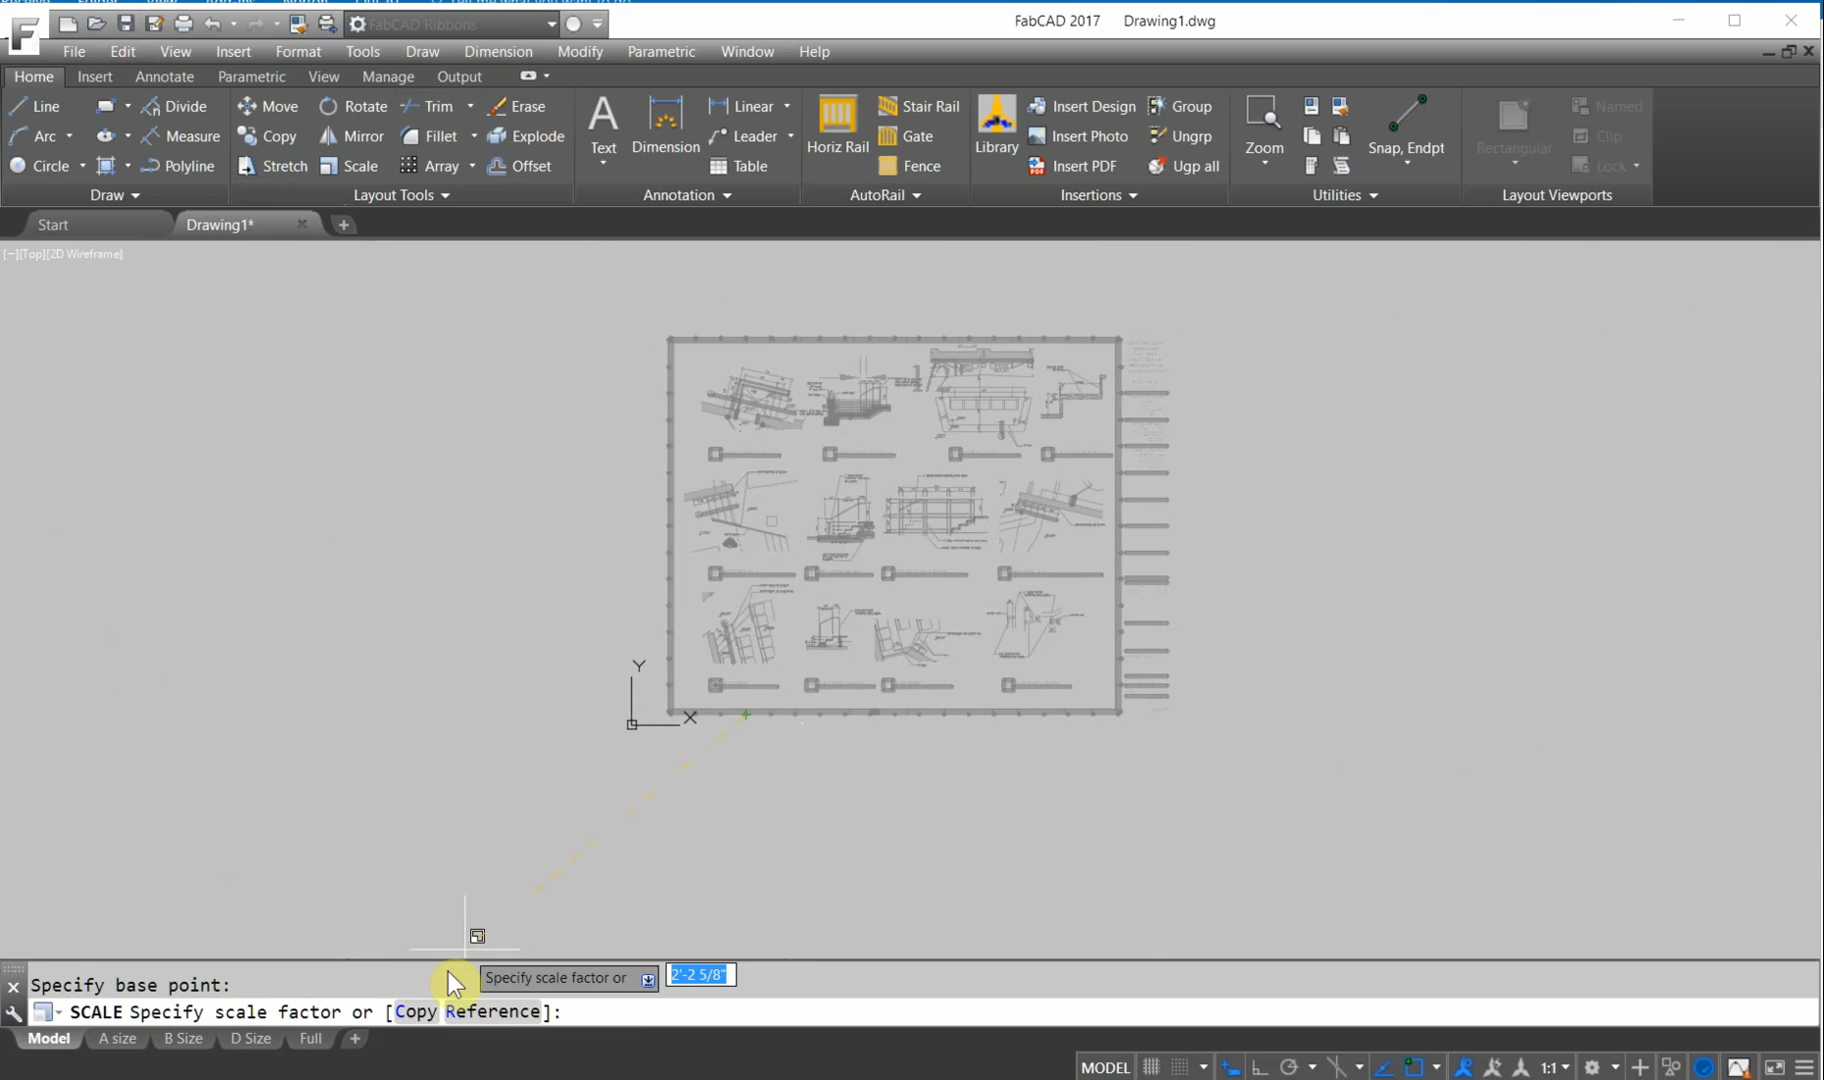 FabCAD Ribbons
FabCAD 2017 Drawing1.dwg
File Edit View Insert Format Tools Draw Dimension Modify Parametric Window Help
Home Insert Annotate Parametric View Manage Output
Line Divide Move Rotate Trim Erase Linear Stair Rail Insert Design Group Named
Arc Measure Copy Mirror Fillet Explode Text Dimension Leader Horiz Rail Gate Library Insert Photo Ungrp Zoom Snap, Endpt Rectangular Clip
Circle Polyline Stretch Scale Array Offset Table Fence Insert PDF Ugp all Lock
Draw Layout Tools Annotation AutoRail Insertions Utilities Layout Viewports
Start Drawing1*
[−][Top][2D Wireframe]
Y
X
Specify scale factor or 2'-2 5/8"
Specify base point:
SCALE Specify scale factor or [Copy Reference]:
Model A size B Size D Size Full
MODEL 1:1